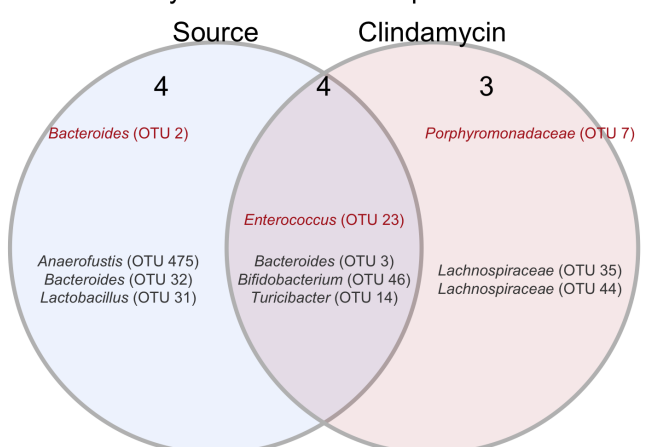 Source
Clindamycin
4
4
3
Bacteroides (OTU 2)
Porphyromonadaceae (OTU 7)
Enterococcus (OTU 23)
Anaerofustis (OTU 475)
Bacteroides (OTU 32)
Lactobacillus (OTU 31)
Bacteroides (OTU 3)
Bifidobacterium (OTU 46)
Turicibacter (OTU 14)
Lachnospiraceae (OTU 35)
Lachnospiraceae (OTU 44)